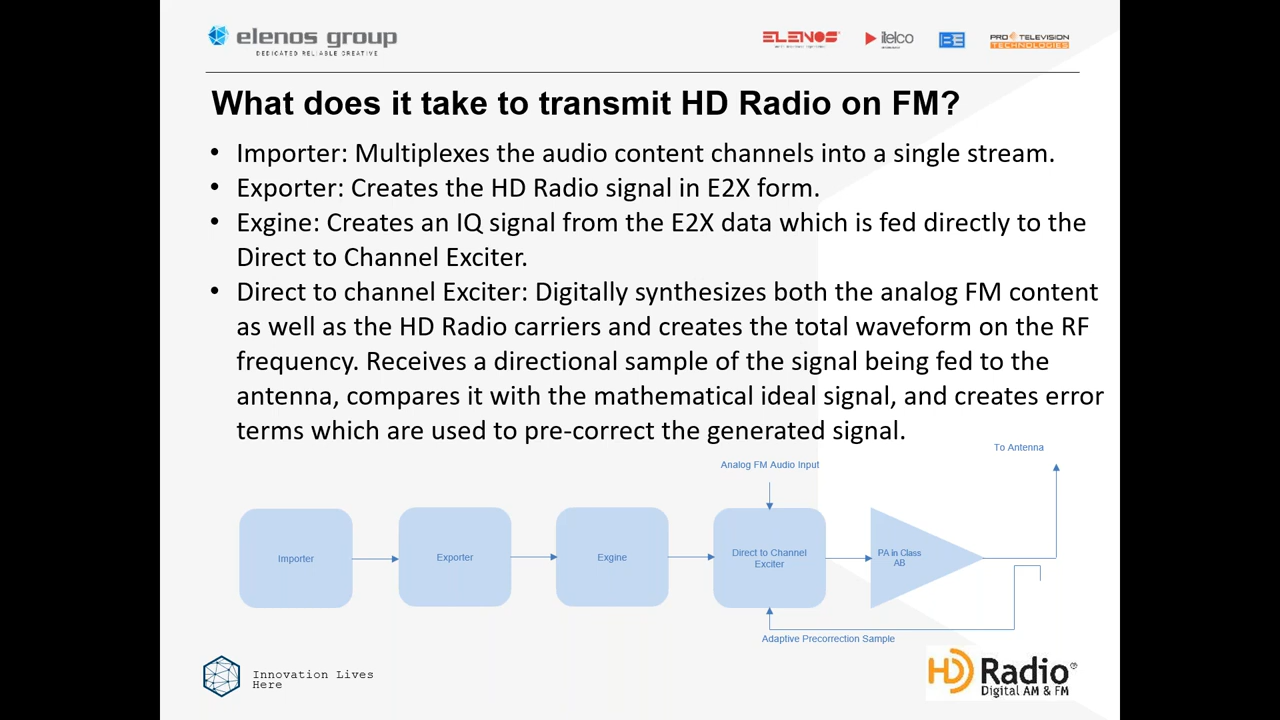 elenos group
DEDICATED RELIABLE CREATIVE
ELENOS
itelco
BE
PRO TELEVISION
TECHNOLOGIES
What does it take to transmit HD Radio on FM?
• Importer: Multiplexes the audio content channels into a single stream.
• Exporter: Creates the HD Radio signal in E2X form.
• Exgine: Creates an IQ signal from the E2X data which is fed directly to the
Direct to Channel Exciter.
• Direct to channel Exciter: Digitally synthesizes both the analog FM content
as well as the HD Radio carriers and creates the total waveform on the RF
frequency. Receives a directional sample of the signal being fed to the
antenna, compares it with the mathematical ideal signal, and creates error
terms which are used to pre-correct the generated signal.
To Antenna
Analog FM Audio Input
Importer
Exporter
Exgine
Direct to Channel
Exciter
PA in Class
AB
Adaptive Precorrection Sample
Innovation Lives
Here
HD Radio®
Digital AM & FM